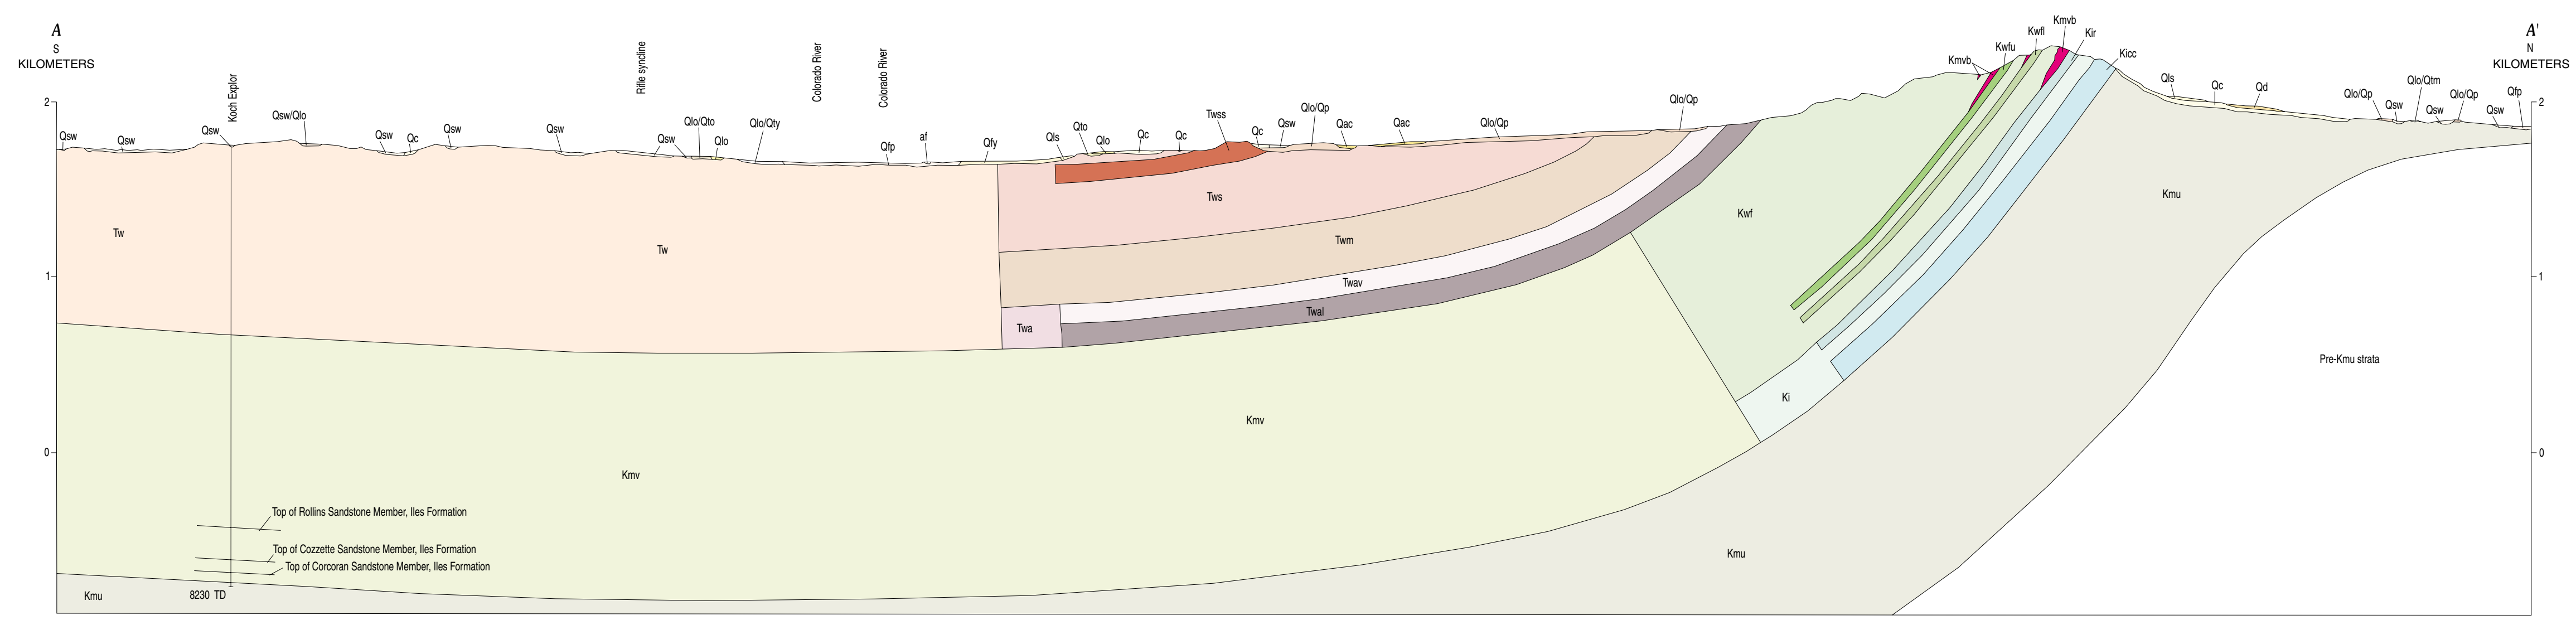 A
S
KILOMETERS
2
1
0
Koch Explor
Rifle syncline
Colorado River
Colorado River
A'
N
KILOMETERS
2
1
0
Qsw
Qsw
Qsw
Qsw/Qlo
Qsw
Qc
Qsw
Qsw
Qsw
Qlo/Qto
Qlo
Qlo/Qty
Qfp
af
Qfy
Qls
Qto
Qlo
Qc
Qc
Twss
Qc
Qsw
Qlo/Qp
Qac
Qac
Qlo/Qp
Qlo/Qp
Kmvb
Kwfu
Kwfl
Kmvb
Kir
Kicc
Qls
Qc
Qd
Qlo/Qp
Qsw
Qlo/Qtm
Qsw
Qlo/Qp
Qsw
Qfp
Tw
Tw
Tws
Twm
Twav
Twal
Twa
Kwf
Kmu
Pre-Kmu strata
Ki
Kmv
Kmv
Kmu
Top of Rollins Sandstone Member, Iles Formation
Top of Cozzette Sandstone Member, Iles Formation
Top of Corcoran Sandstone Member, Iles Formation
Kmu
8230 TD